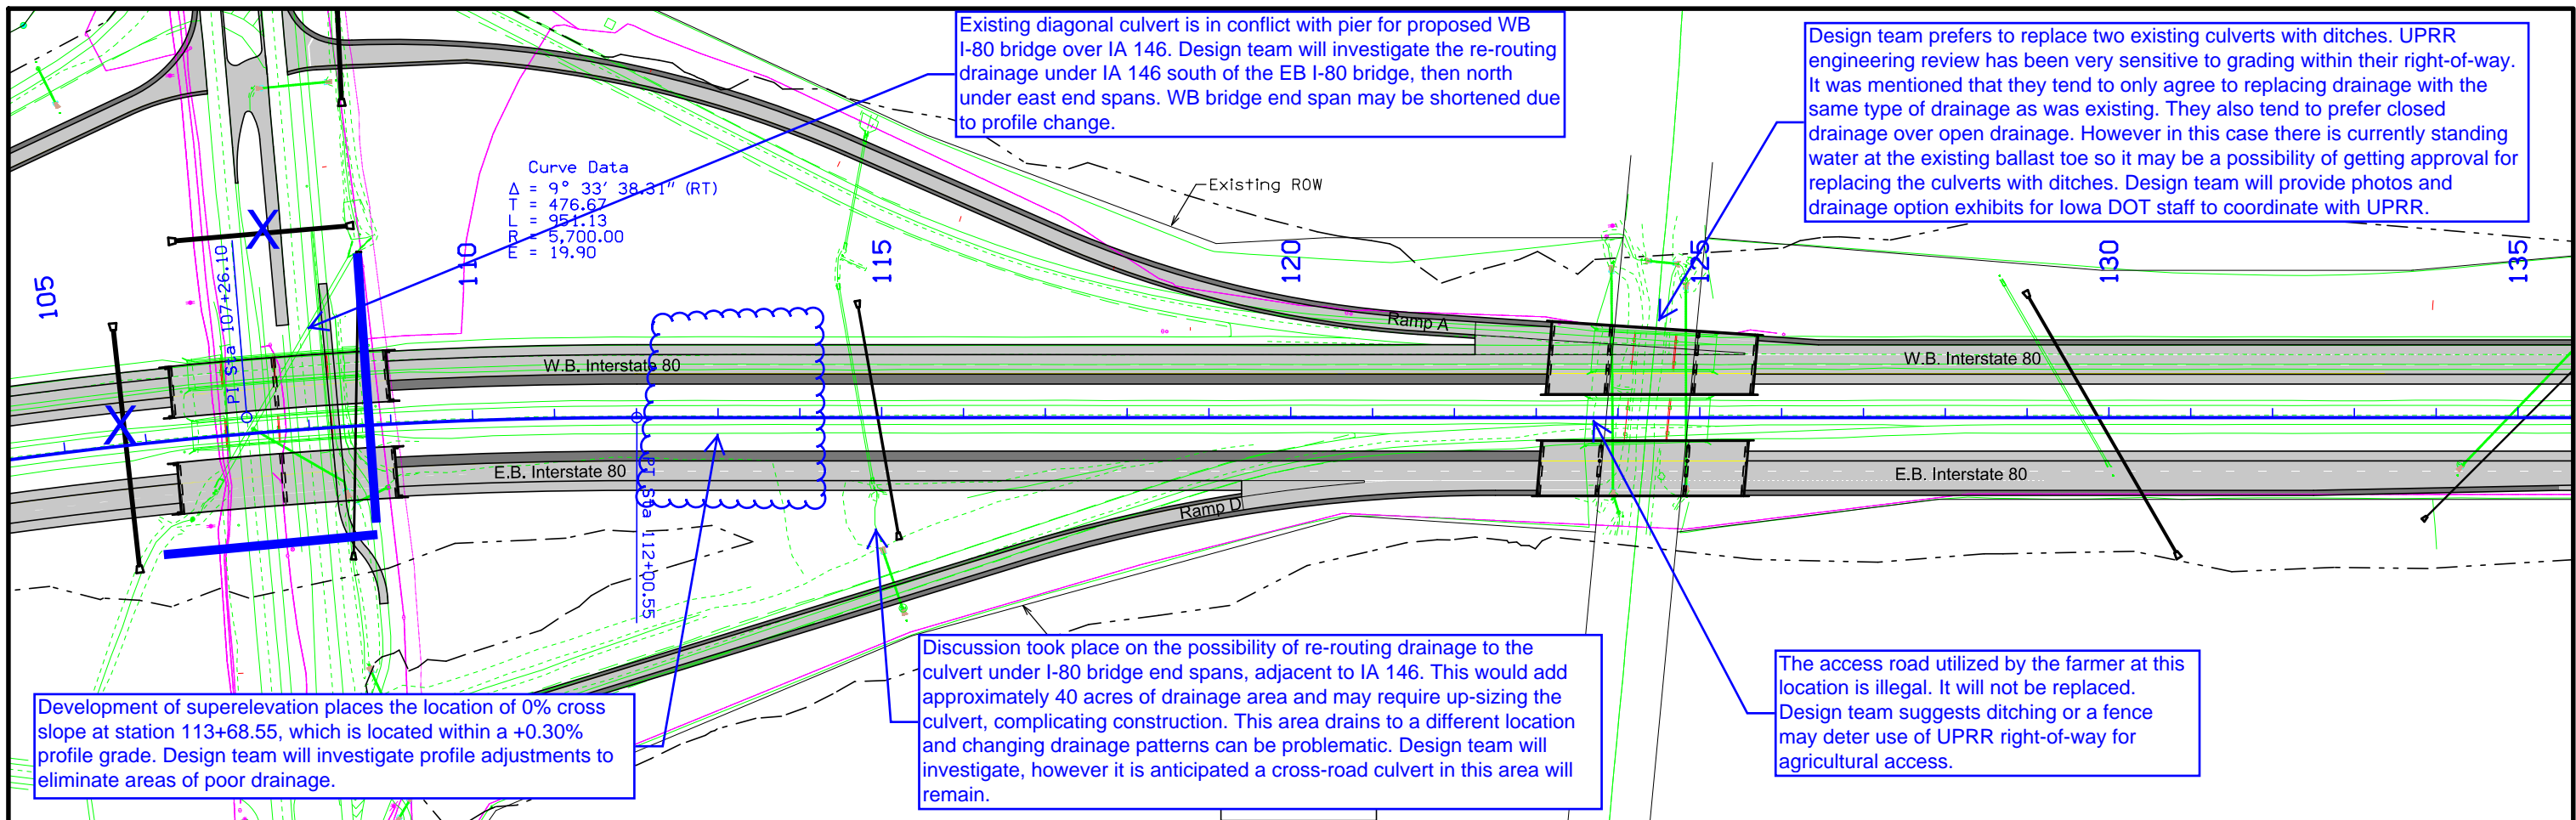 Existing diagonal culvert is in conflict with pier for proposed WB
I-80 bridge over IA 146. Design team will investigate the re-routing
drainage under IA 146 south of the EB I-80 bridge, then north
under east end spans. WB bridge end span may be shortened due
to profile change.
Design team prefers to replace two existing culverts with ditches. UPRR
engineering review has been very sensitive to grading within their right-of-way.
It was mentioned that they tend to only agree to replacing drainage with the
same type of drainage as was existing. They also tend to prefer closed
drainage over open drainage. However in this case there is currently standing
water at the existing ballast toe so it may be a possibility of getting approval for
replacing the culverts with ditches. Design team will provide photos and
drainage option exhibits for Iowa DOT staff to coordinate with UPRR.
Curve Data
Δ = 9° 33' 38.31" (RT)
T = 476.67
L = 951.13
R = 5,700.00
E = 19.90
Existing ROW
105
110
115
120
125
130
135
X
X
PI Sta 107+26.10
Ramp A
W.B. Interstate 80
W.B. Interstate 80
E.B. Interstate 80
E.B. Interstate 80
PT Sta 112+00.55
Ramp D
Development of superelevation places the location of 0% cross
slope at station 113+68.55, which is located within a +0.30%
profile grade. Design team will investigate profile adjustments to
eliminate areas of poor drainage.
Discussion took place on the possibility of re-routing drainage to the
culvert under I-80 bridge end spans, adjacent to IA 146. This would add
approximately 40 acres of drainage area and may require up-sizing the
culvert, complicating construction. This area drains to a different location
and changing drainage patterns can be problematic. Design team will
investigate, however it is anticipated a cross-road culvert in this area will
remain.
The access road utilized by the farmer at this
location is illegal. It will not be replaced.
Design team suggests ditching or a fence
may deter use of UPRR right-of-way for
agricultural access.